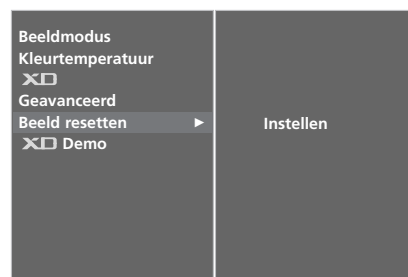 Beeldmodus
Kleurtemperatuur
XD
Geavanceerd
Beeld resetten ►
Instellen
XD Demo